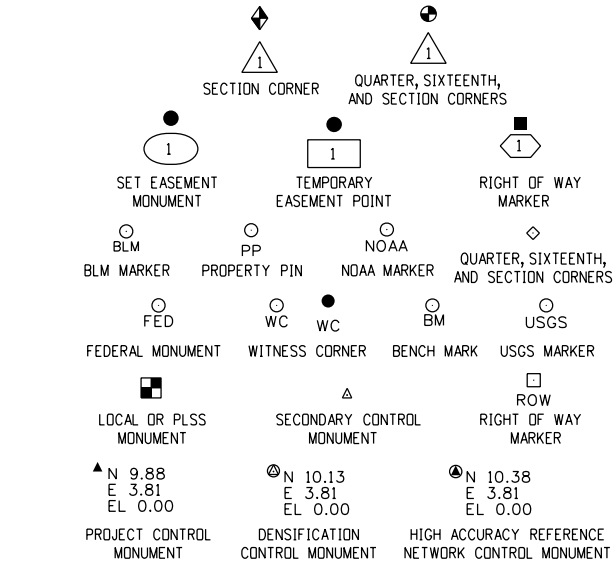 1
1
SECTION CORNER
QUARTER, SIXTEENTH,
AND SECTION CORNERS
1
1
1
SET EASEMENT
MONUMENT
TEMPORARY
EASEMENT POINT
RIGHT OF WAY
MARKER
BLM
PP
NOAA
BLM MARKER
PROPERTY PIN
NOAA MARKER
QUARTER, SIXTEENTH,
AND SECTION CORNERS
FED
WC
WC
BM
USGS
FEDERAL MONUMENT
WITNESS CORNER
BENCH MARK
USGS MARKER
ROW
LOCAL OR PLSS
MONUMENT
SECONDARY CONTROL
MONUMENT
RIGHT OF WAY
MARKER
N 9.88
E 3.81
EL 0.00
N 10.13
E 3.81
EL 0.00
N 10.38
E 3.81
EL 0.00
PROJECT CONTROL
MONUMENT
DENSIFICATION
CONTROL MONUMENT
HIGH ACCURACY REFERENCE
NETWORK CONTROL MONUMENT